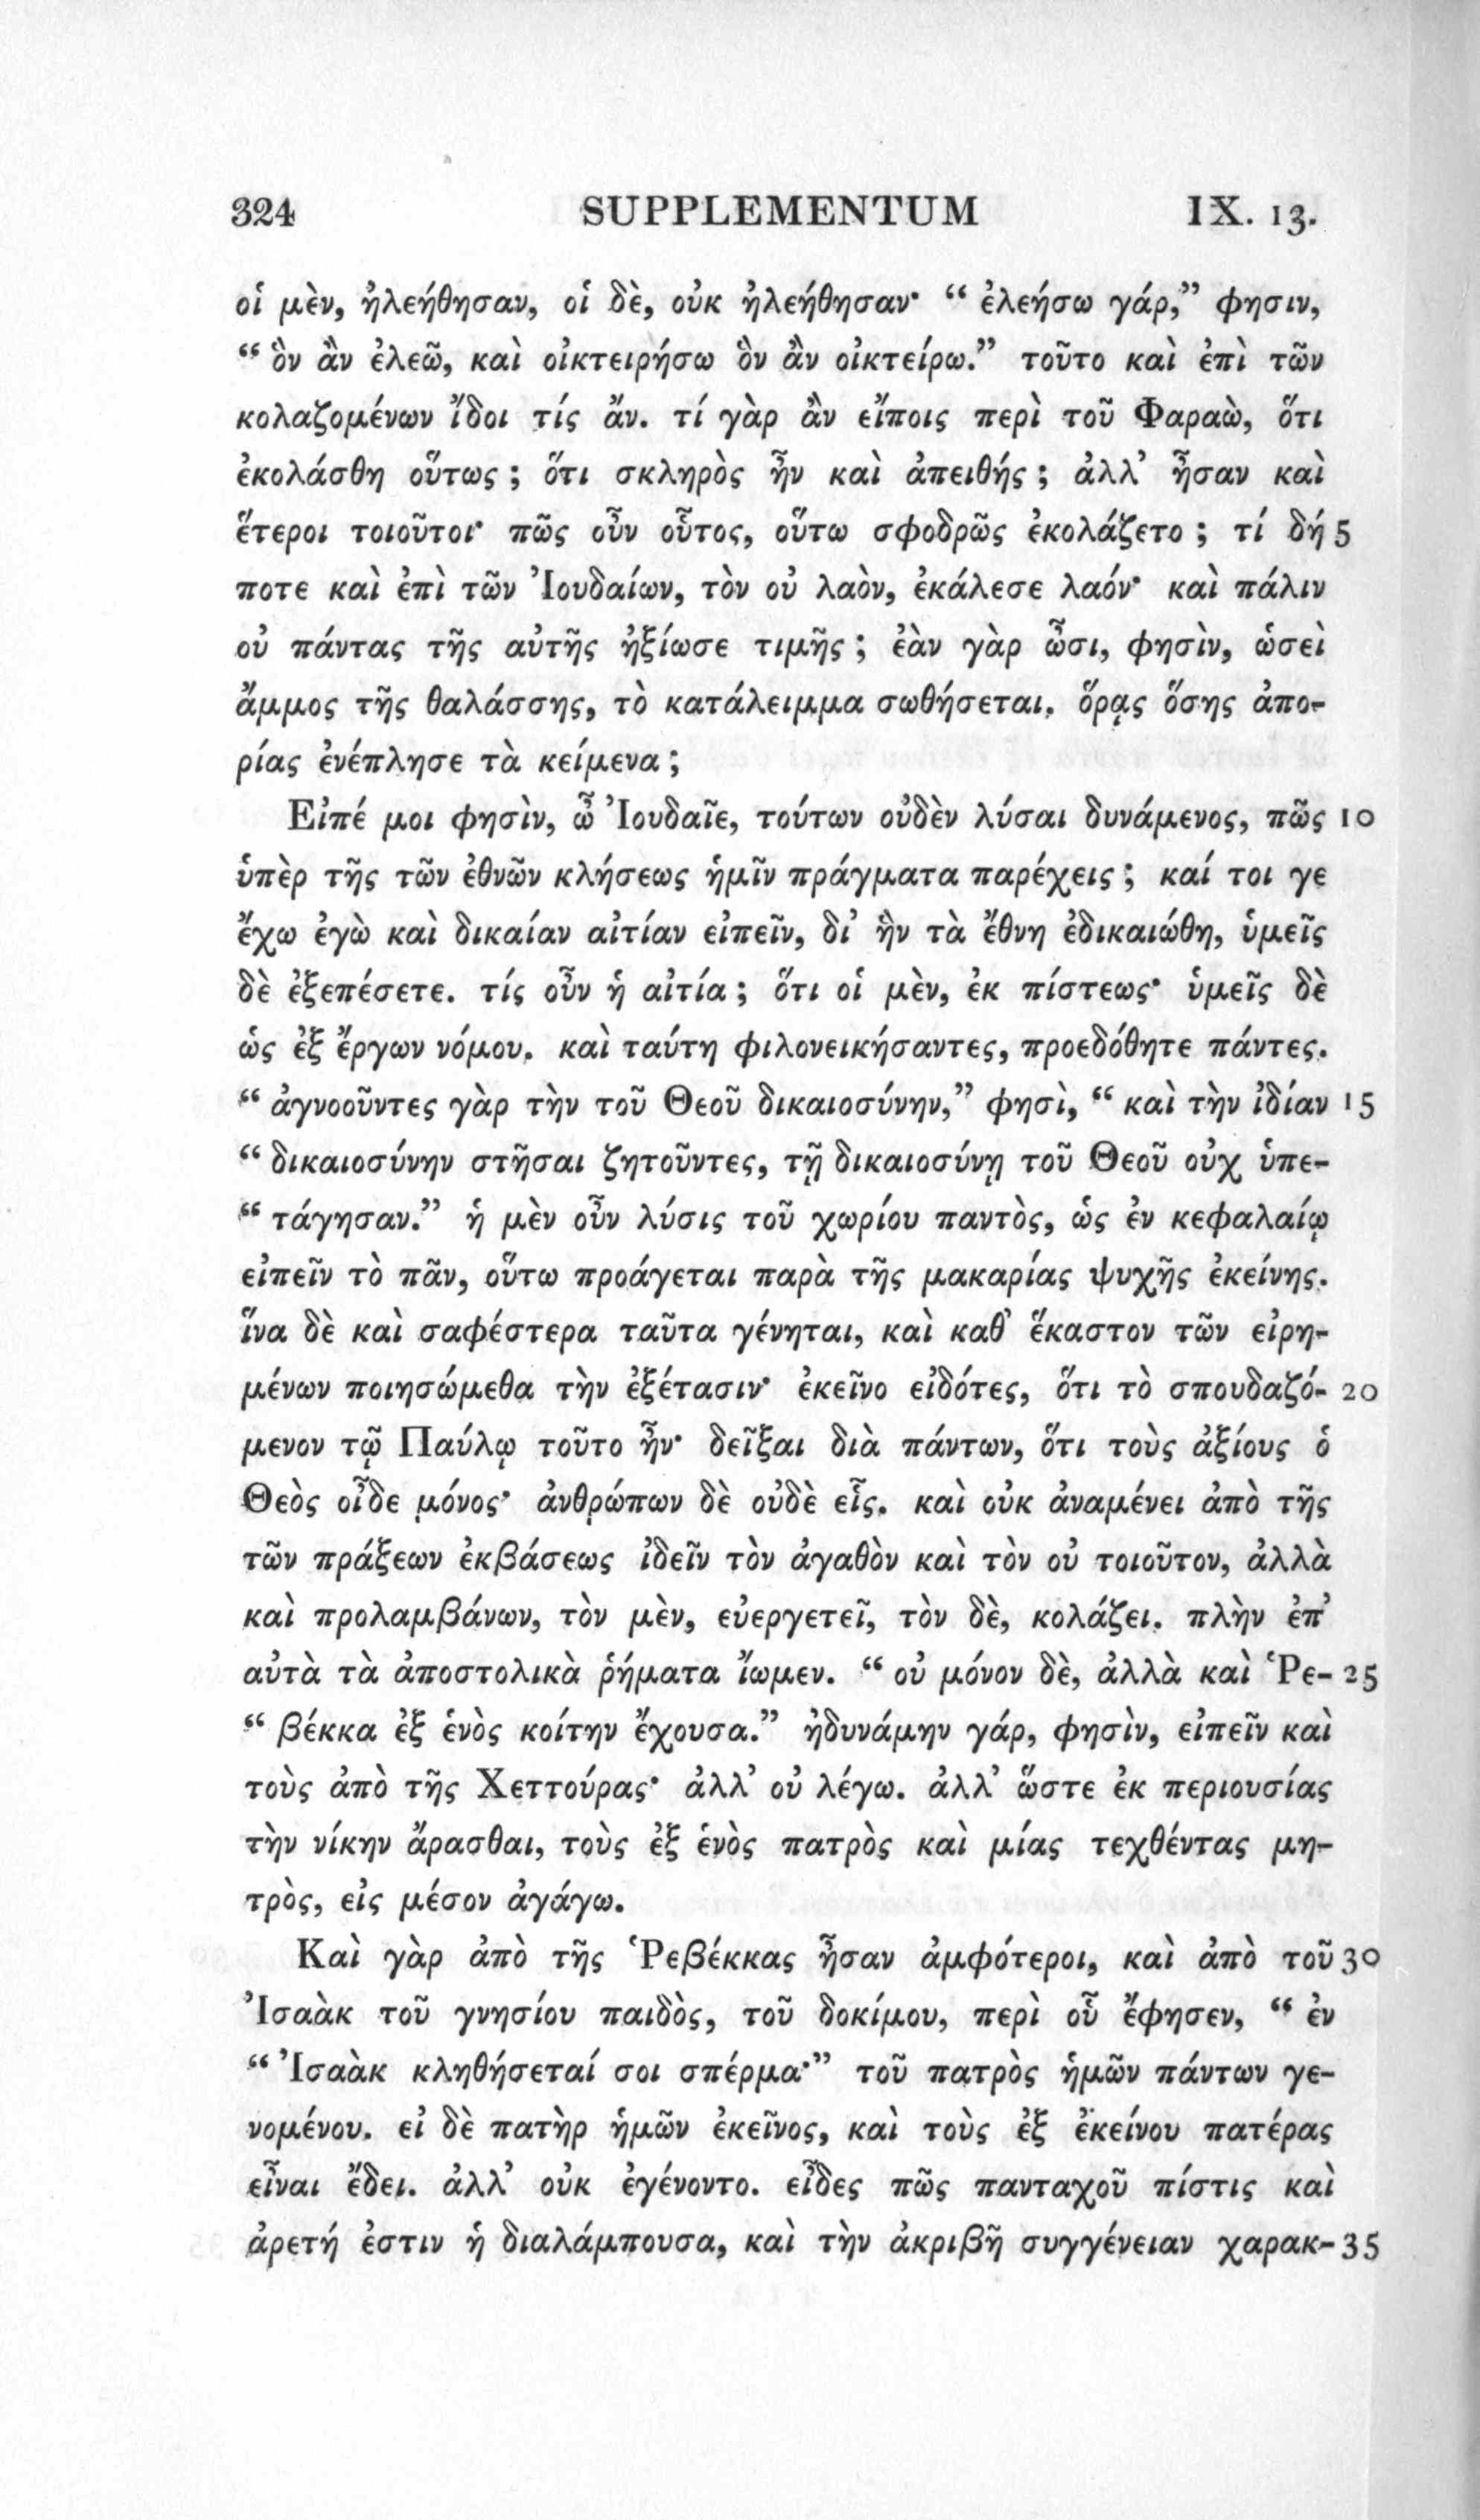 324 SUPPLEMENTUM IX. 13.
οἱ μὲν, ἠλεήθησαν, οἱ δὲ, οὐκ ἠλεήθησαν· “ ἐλεήσω γάρ,” φησιν,
“ ὃν ἂν ἐλεῶ, καὶ οἰκτειρήσω ὃν ἂν οἰκτείρω.” τοῦτο καὶ ἐπὶ τῶν
κολαζομένων ἴδοι τίς ἄν. τί γὰρ ἂν εἴποις περὶ τοῦ Φαραὼ, ὅτι
ἐκολάσθη οὕτως ; ὅτι σκληρὸς ἦν καὶ ἀπειθής ; ἀλλ’ ἦσαν καὶ
ἕτεροι τοιοῦτοι· πῶς οὖν οὗτος, οὕτω σφοδρῶς ἐκολάζετο ; τί δή 5
ποτε καὶ ἐπὶ τῶν Ἰουδαίων, τὸν οὐ λαὸν, ἐκάλεσε λαόν· καὶ πάλιν
οὐ πάντας τῆς αὐτῆς ἠξίωσε τιμῆς ; ἐὰν γὰρ ὦσι, φησὶν, ὡσεὶ
ἄμμος τῆς θαλάσσης, τὸ κατάλειμμα σωθήσεται. ὅρᾳς ὅσης ἀπο-
ρίας ἐνέπλησε τὰ κείμενα ;
Εἰπέ μοι φησὶν, ὦ Ἰουδαῖε, τούτων οὐδὲν λύσαι δυνάμενος, πῶς 10
ὑπὲρ τῆς τῶν ἐθνῶν κλήσεως ἡμῖν πράγματα παρέχεις ; καί τοι γε
ἔχω ἐγὼ καὶ δικαίαν αἰτίαν εἰπεῖν, δι’ ἣν τὰ ἔθνη ἐδικαιώθη, ὑμεῖς
δὲ ἐξεπέσετε. τίς οὖν ἡ αἰτία ; ὅτι οἱ μὲν, ἐκ πίστεως· ὑμεῖς δὲ
ὡς ἐξ ἔργων νόμου. καὶ ταύτη φιλονεικήσαντες, προεδόθητε πάντες.
“ ἀγνοοῦντες γὰρ τὴν τοῦ Θεοῦ δικαιοσύνην,” φησὶ, “ καὶ τὴν ἰδίαν 15
“ δικαιοσύνην στῆσαι ζητοῦντες, τῇ δικαιοσύνῃ τοῦ Θεοῦ οὐχ ὑπε-
“ τάγησαν.” ἡ μὲν οὖν λύσις τοῦ χωρίου παντὸς, ὡς ἐν κεφαλαίῳ
εἰπεῖν τὸ πᾶν, οὕτω προάγεται παρὰ τῆς μακαρίας ψυχῆς ἐκείνης.
ἵνα δὲ καὶ σαφέστερα ταῦτα γένηται, καὶ καθ’ ἕκαστον τῶν εἰρη-
μένων ποιησώμεθα τὴν ἐξέτασιν· ἐκεῖνο εἰδότες, ὅτι τὸ σπουδαζό- 20
μενον τῷ Παύλῳ τοῦτο ἦν· δεῖξαι διὰ πάντων, ὅτι τοὺς ἀξίους ὁ
Θεὸς οἶδε μόνος· ἀνθρώπων δὲ οὐδὲ εἷς. καὶ οὐκ ἀναμένει ἀπὸ τῆς
τῶν πράξεων ἐκβάσεως ἰδεῖν τὸν ἀγαθὸν καὶ τὸν οὐ τοιοῦτον, ἀλλὰ
καὶ προλαμβάνων, τὸν μὲν, εὐεργετεῖ, τὸν δὲ, κολάζει. πλὴν ἐπ’
αὐτὰ τὰ ἀποστολικὰ ῥήματα ἴωμεν. “ οὐ μόνον δὲ, ἀλλὰ καὶ Ῥε- 25
“ βέκκα ἐξ ἑνὸς κοίτην ἔχουσα.” ἠδυνάμην γάρ, φησὶν, εἰπεῖν καὶ
τοὺς ἀπὸ τῆς Χεττούρας· ἀλλ’ οὐ λέγω. ἀλλ’ ὥστε ἐκ περιουσίας
τὴν νίκην ἄρασθαι, τοὺς ἐξ ἑνὸς πατρὸς καὶ μίας τεχθέντας μη-
τρὸς, εἰς μέσον ἀγάγω.
Καὶ γὰρ ἀπὸ τῆς Ῥεβέκκας ἦσαν ἀμφότεροι, καὶ ἀπὸ τοῦ 30
Ἰσαὰκ τοῦ γνησίου παιδὸς, τοῦ δοκίμου, περὶ οὗ ἔφησεν, “ ἐν
“ Ἰσαὰκ κληθήσεταί σοι σπέρμα·” τοῦ πατρὸς ἡμῶν πάντων γε-
νομένου. εἰ δὲ πατὴρ ἡμῶν ἐκεῖνος, καὶ τοὺς ἐξ ἐκείνου πατέρας
εἶναι ἔδει. ἀλλ’ οὐκ ἐγένοντο. εἶδες πῶς πανταχοῦ πίστις καὶ
ἀρετή ἐστιν ἡ διαλάμπουσα, καὶ τὴν ἀκριβῆ συγγένειαν χαρακ- 35